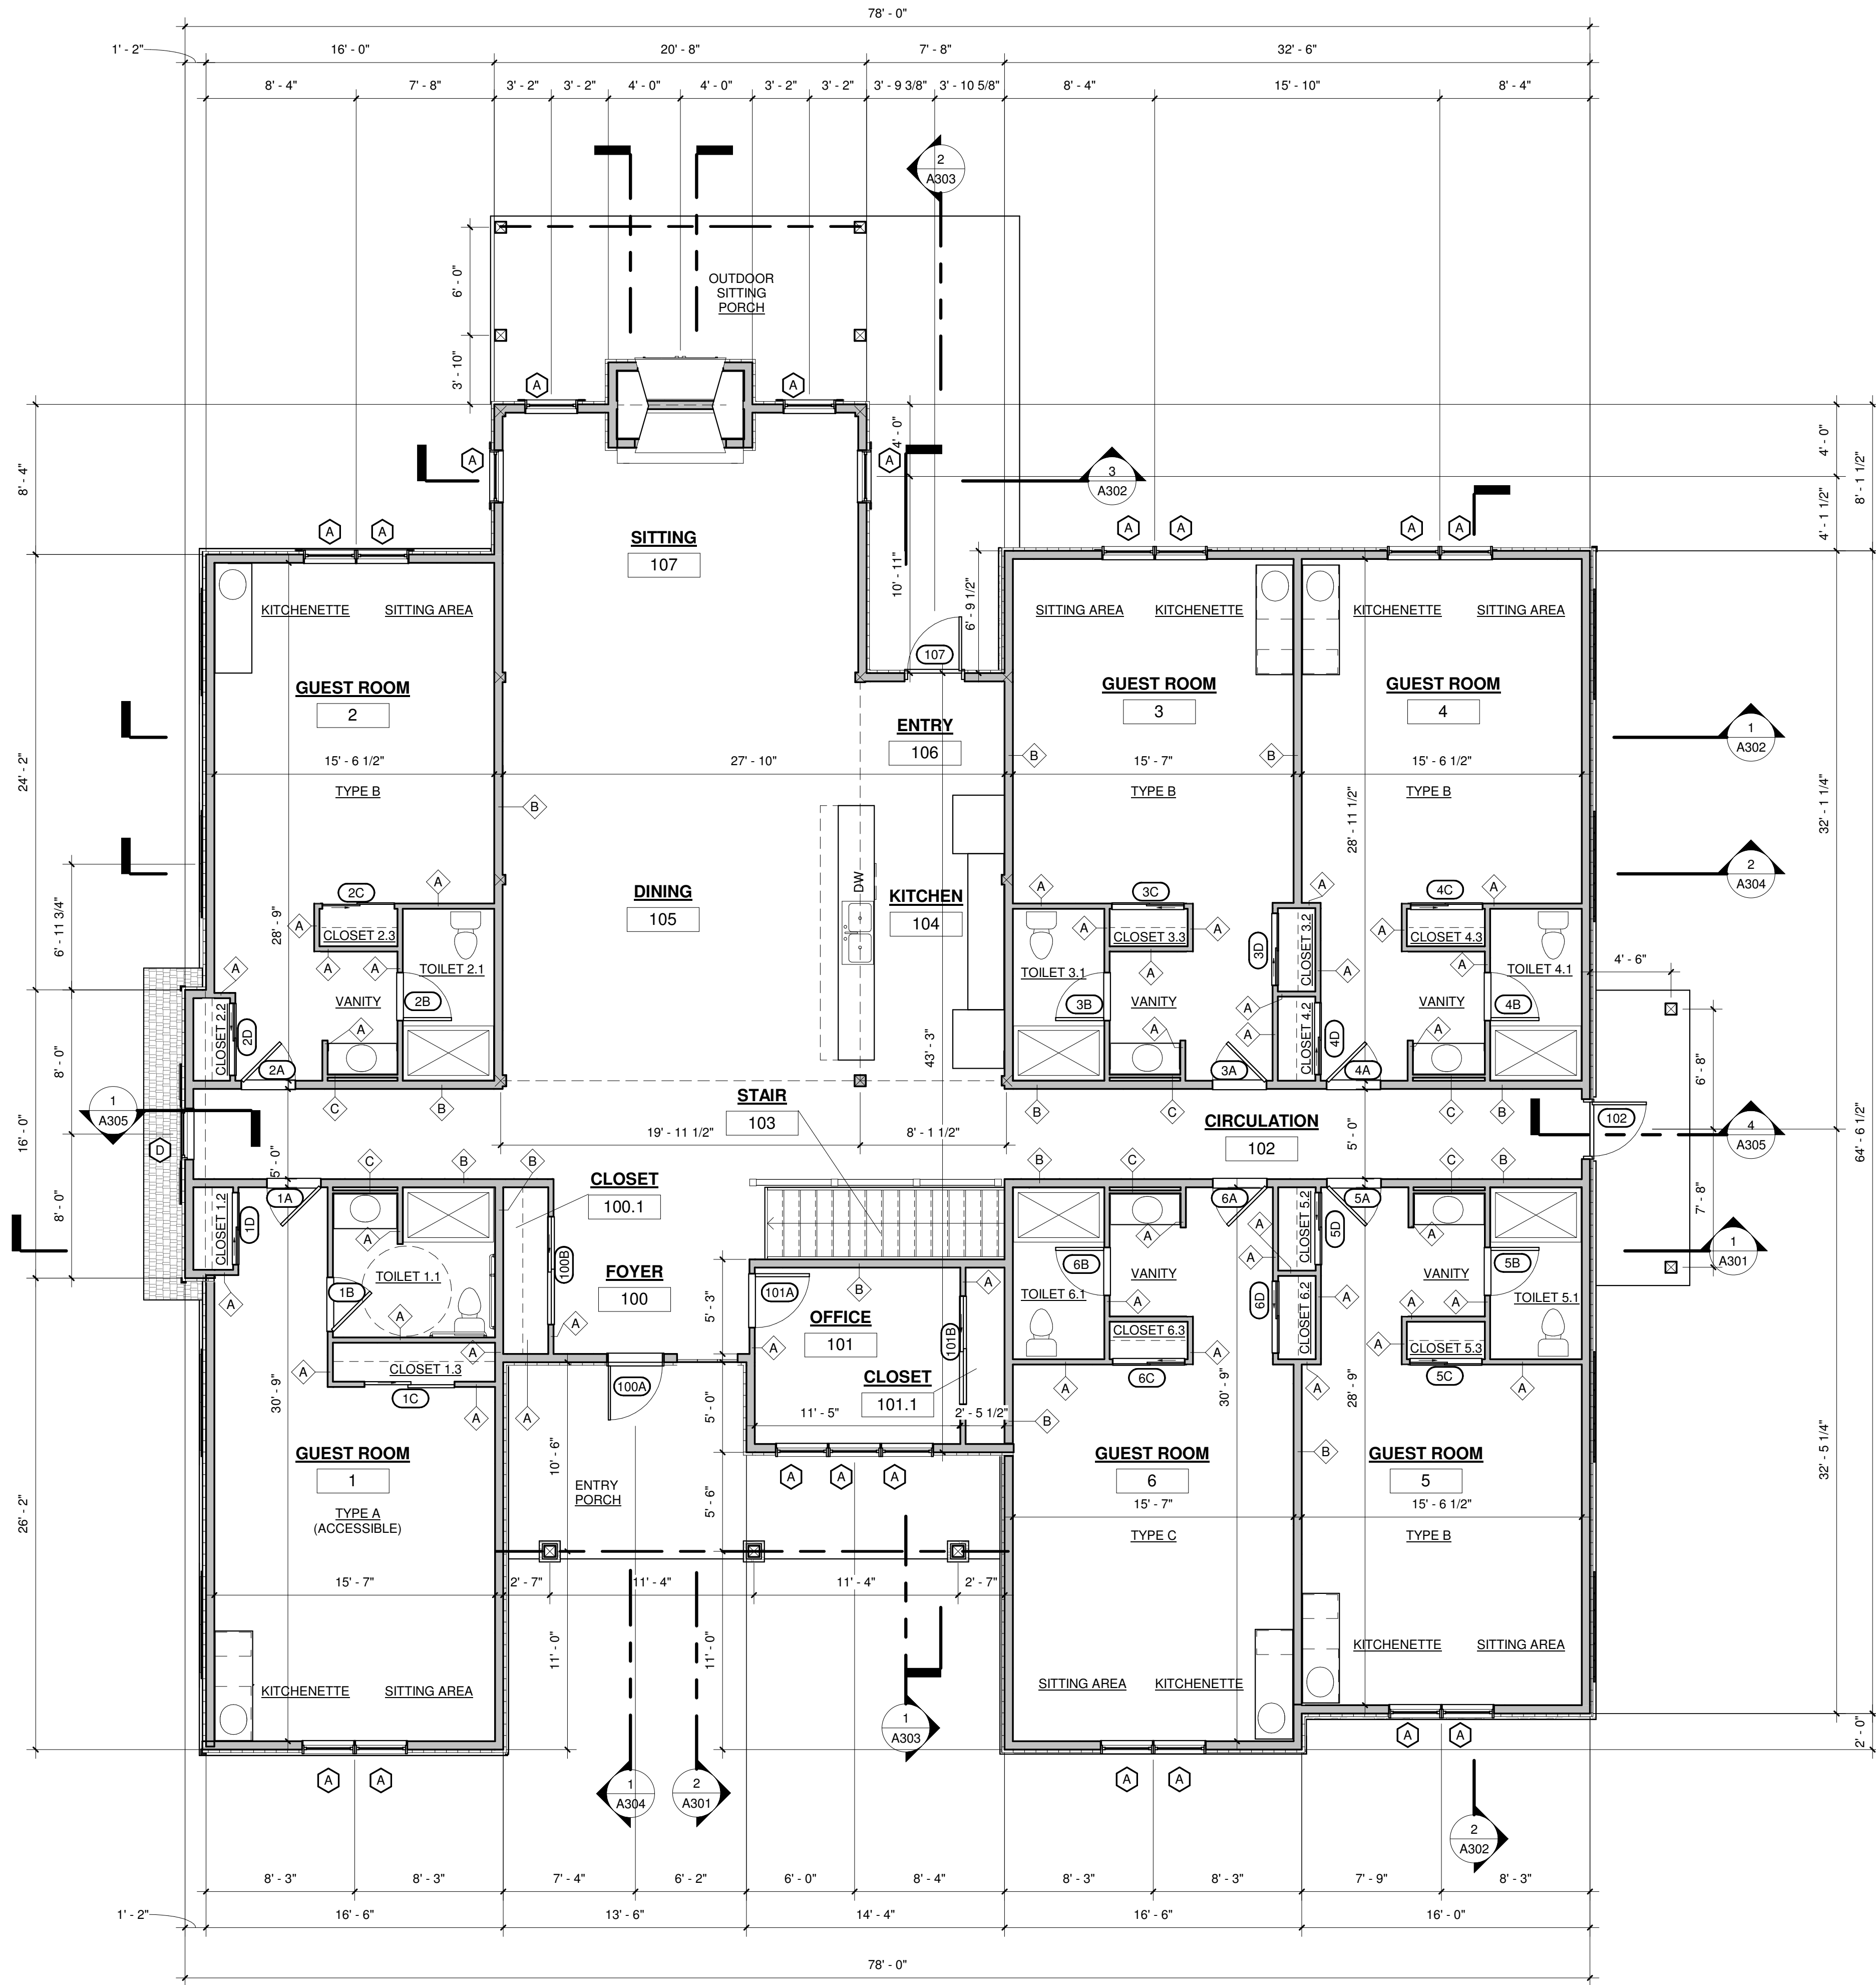 78' - 0"
1' - 2"
16' - 0"
20' - 8"
7' - 8"
32' - 6"
8' - 4"
7' - 8"
3' - 2"
3' - 2"
4' - 0"
4' - 0"
3' - 2"
3' - 2"
3' - 9 3/8"
3' - 10 5/8"
8' - 4"
15' - 10"
8' - 4"
2
A303
OUTDOOR
SITTING
PORCH
6' - 0"
3' - 10"
A
A
4' - 0"
A
A
3
A302
8' - 4"
4' - 0"
8' - 1 1/2"
4' - 1 1/2"
A
A
A
A
A
A
SITTING
107
10' - 11"
6' - 9 1/2"
KITCHENETTE
SITTING AREA
SITTING AREA
KITCHENETTE
KITCHENETTE
SITTING AREA
107
GUEST ROOM
2
GUEST ROOM
3
GUEST ROOM
4
ENTRY
106
1
A302
15' - 6 1/2"
27' - 10"
B
15' - 7"
B
15' - 6 1/2"
TYPE B
B
TYPE B
TYPE B
24' - 2"
28' - 11 1/2"
32' - 1 1/4"
2
A304
DINING
105
DW
KITCHEN
104
2C
A
A
3C
A
4C
A
6' - 11 3/4"
28' - 9"
A
CLOSET 2.3
A
CLOSET 3.3
A
3D
CLOSET 3.2
A
CLOSET 4.3
A
A
A
TOILET 2.1
TOILET 3.1
A
A
A
TOILET 4.1
4' - 6"
VANITY
2B
3B
VANITY
VANITY
4B
CLOSET 2.2
2D
A
A
A
A
CLOSET 4.2
4D
A
43' - 3"
8' - 0"
2A
3A
4A
6' - 8"
1
A305
C
B
STAIR
103
B
C
C
B
102
4
A305
D
16' - 0"
19' - 11 1/2"
8' - 1 1/2"
CIRCULATION
102
5' - 0"
5' - 0"
64' - 6 1/2"
C
B
B
CLOSET
100.1
B
C
C
B
8' - 0"
CLOSET 1.2
1D
1A
6A
CLOSET 5.2
5D
5A
7' - 8"
A
A
A
A
A
1
A301
TOILET 1.1
100B
FOYER
100
101A
B
A
6B
VANITY
VANITY
5B
1B
A
5' - 3"
OFFICE
101
101B
TOILET 6.1
A
6D
CLOSET 6.2
A
A
A
TOILET 5.1
A
A
A
A
CLOSET 6.3
A
CLOSET 5.3
A
CLOSET 1.3
A
CLOSET
101.1
1C
100A
A
6C
A
A
5C
A
A
A
30' - 9"
5' - 0"
11' - 5"
2' - 5 1/2"
B
30' - 9"
28' - 9"
GUEST ROOM
1
10' - 6"
A
A
A
GUEST ROOM
6
B
GUEST ROOM
5
32' - 5 1/4"
ENTRY
PORCH
5' - 6"
15' - 7"
15' - 6 1/2"
TYPE A
(ACCESSIBLE)
TYPE C
TYPE B
26' - 2"
15' - 7"
2' - 7"
11' - 4"
11' - 4"
2' - 7"
11' - 0"
11' - 0"
KITCHENETTE
SITTING AREA
KITCHENETTE
SITTING AREA
SITTING AREA
KITCHENETTE
1
A303
A
A
2' - 0"
A
A
A
A
1
A304
2
A301
2
A302
8' - 3"
8' - 3"
7' - 4"
6' - 2"
6' - 0"
8' - 4"
8' - 3"
8' - 3"
7' - 9"
8' - 3"
1' - 2"
16' - 6"
13' - 6"
14' - 4"
16' - 6"
16' - 0"
78' - 0"